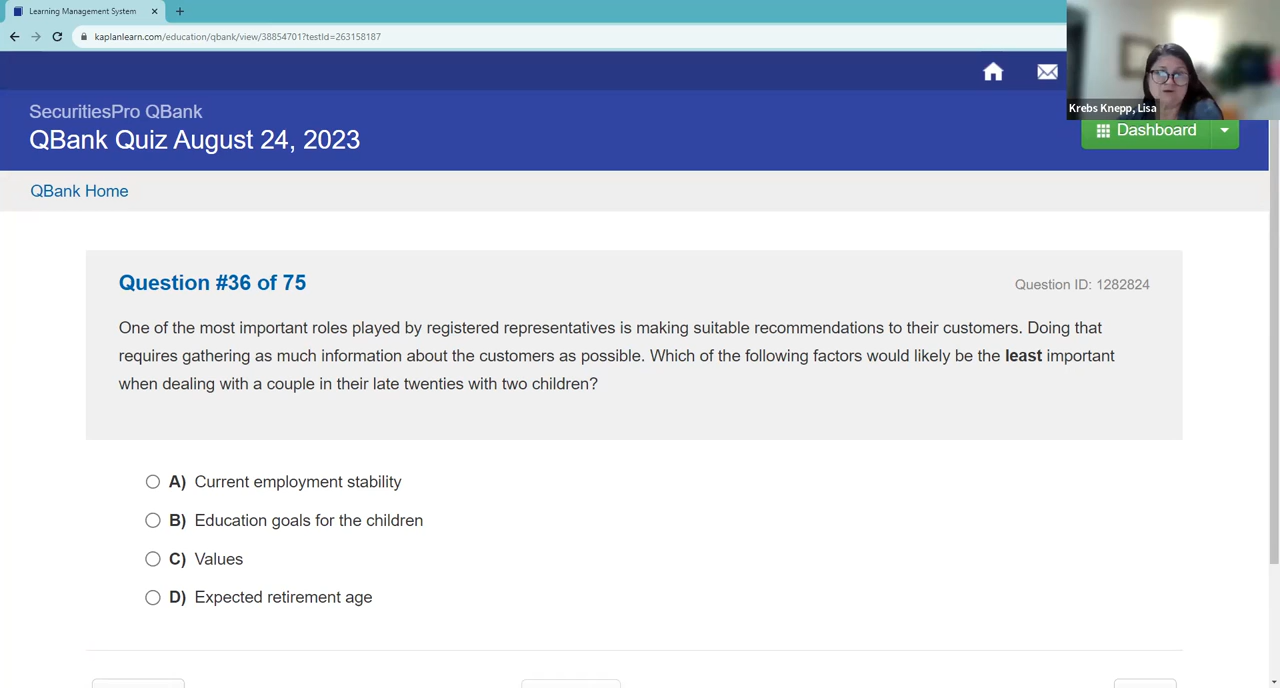 Learning Management System
kaplanlearn.com/education/qbank/view/38854701?testId=263158187
Krebs Knepp, Lisa
SecuritiesPro QBank
QBank Quiz August 24, 2023
Dashboard
QBank Home
Question #36 of 75
Question ID: 1282824
One of the most important roles played by registered representatives is making suitable recommendations to their customers. Doing that
requires gathering as much information about the customers as possible. Which of the following factors would likely be the least important
when dealing with a couple in their late twenties with two children?
A) Current employment stability
B) Education goals for the children
C) Values
D) Expected retirement age